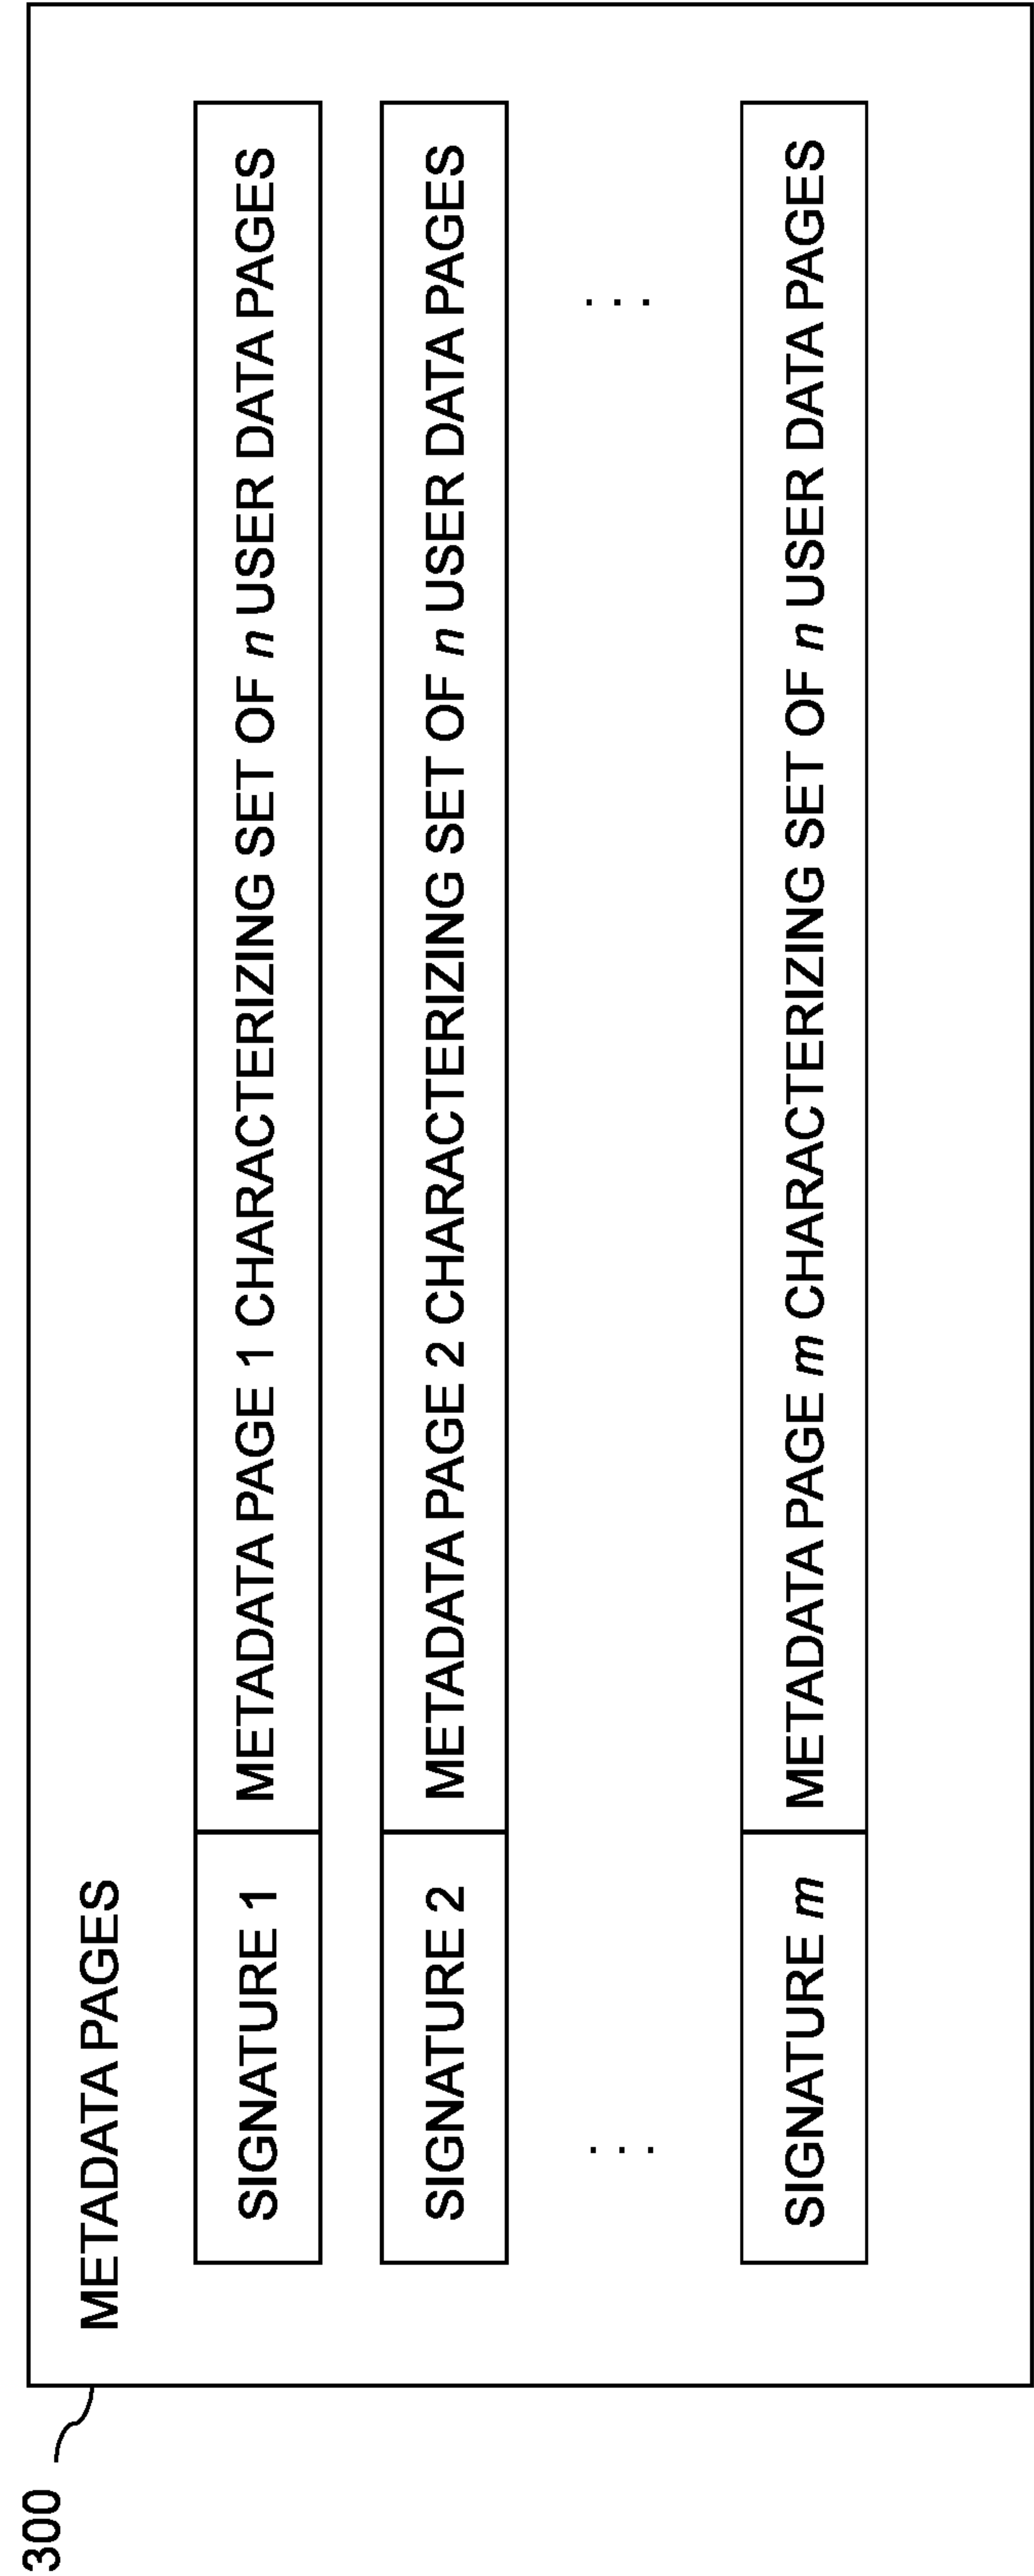 300
METADATA PAGES
SIGNATURE 1 METADATA PAGE 1 CHARACTERIZING SET OF n USER DATA PAGES
SIGNATURE 2 METADATA PAGE 2 CHARACTERIZING SET OF n USER DATA PAGES
. . . . . .
SIGNATURE m METADATA PAGE m CHARACTERIZING SET OF n USER DATA PAGES